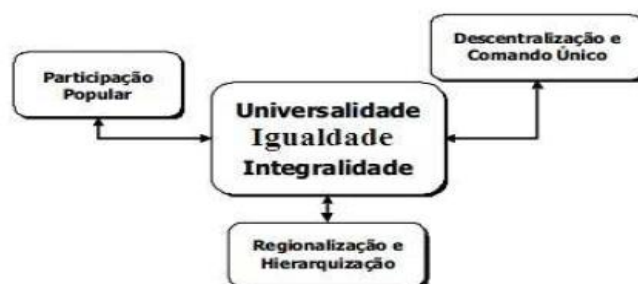 Descentralização e
Comando Único
Participação
Popular
Universalidade
Igualdade
Integralidade
Regionalização e
Hierarquização